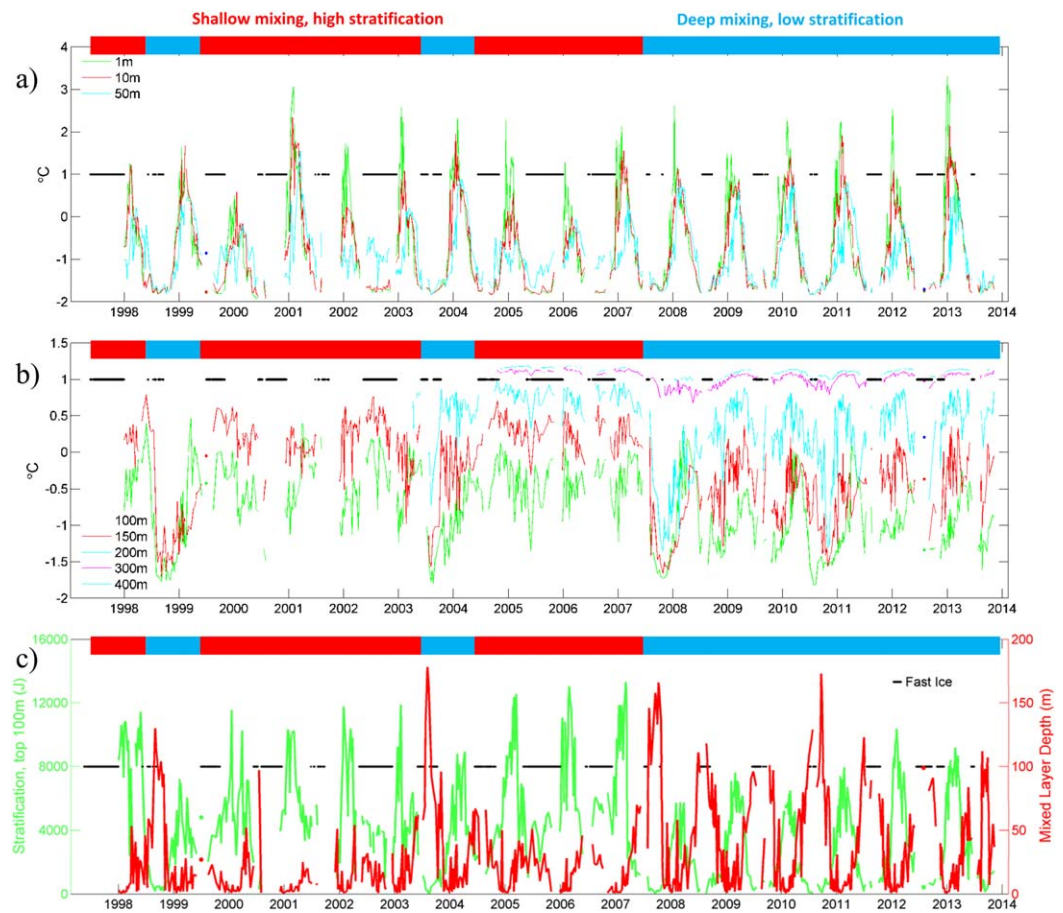 Shallow mixing, high stratification
Deep mixing, low stratification
a)
4
3
2
1
0
-1
-2
°C
1m
10m
50m
1998 1999 2000 2001 2002 2003 2004 2005 2006 2007 2008 2009 2010 2011 2012 2013 2014
b)
1.5
1
0.5
0
-0.5
-1
-1.5
-2
°C
100m
150m
200m
300m
400m
1998 1999 2000 2001 2002 2003 2004 2005 2006 2007 2008 2009 2010 2011 2012 2013 2014
c)
16000
12000
8000
4000
0
Stratification, top 100m (J)
Fast Ice
200
150
100
50
0
Mixed Layer Depth (m)
1998 1999 2000 2001 2002 2003 2004 2005 2006 2007 2008 2009 2010 2011 2012 2013 2014